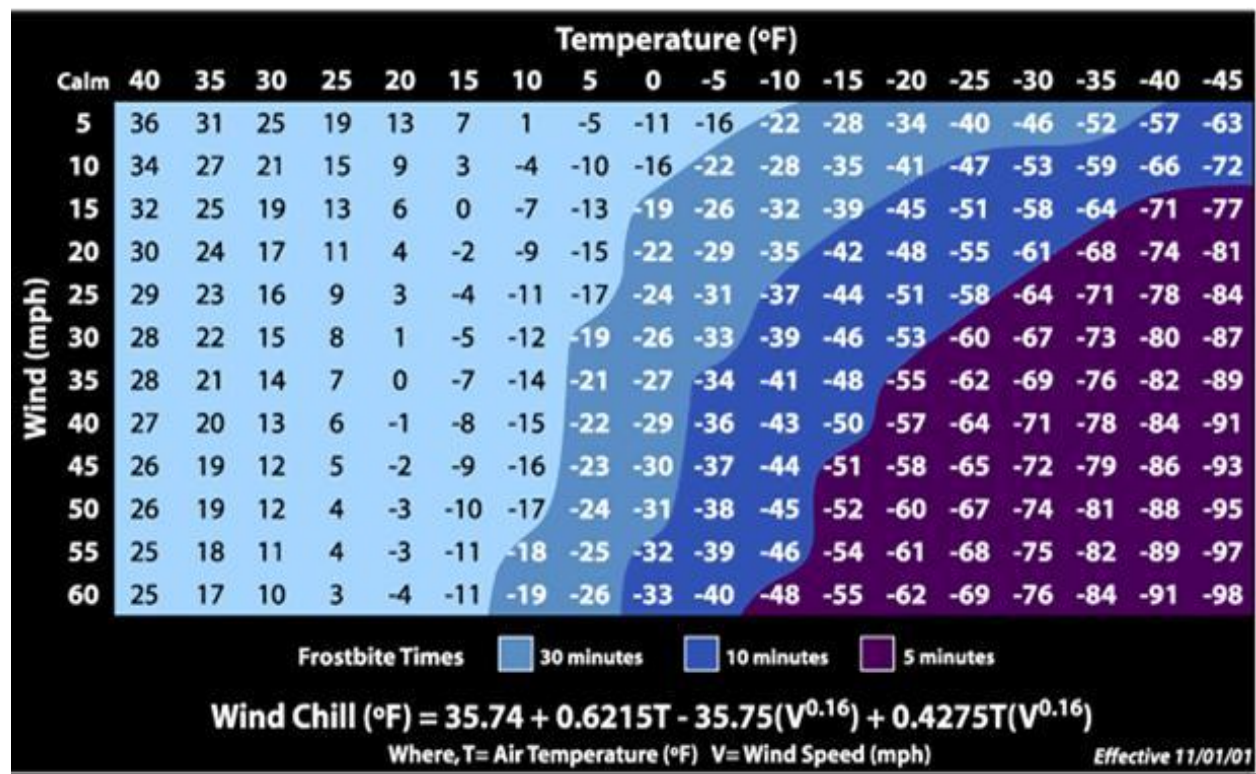 Temperature (ºF)
Calm 40 35 30 25 20 15 10 5 0 -5 -10 -15 -20 -25 -30 -35 -40 -45
5 36 31 25 19 13 7 1 -5 -11 -16 -22 -28 -34 -40 -46 -52 -57 -63
10 34 27 21 15 9 3 -4 -10 -16 -22 -28 -35 -41 -47 -53 -59 -66 -72
15 32 25 19 13 6 0 -7 -13 -19 -26 -32 -39 -45 -51 -58 -64 -71 -77
20 30 24 17 11 4 -2 -9 -15 -22 -29 -35 -42 -48 -55 -61 -68 -74 -81
25 29 23 16 9 3 -4 -11 -17 -24 -31 -37 -44 -51 -58 -64 -71 -78 -84
30 28 22 15 8 1 -5 -12 -19 -26 -33 -39 -46 -53 -60 -67 -73 -80 -87
35 28 21 14 7 0 -7 -14 -21 -27 -34 -41 -48 -55 -62 -69 -76 -82 -89
40 27 20 13 6 -1 -8 -15 -22 -29 -36 -43 -50 -57 -64 -71 -78 -84 -91
45 26 19 12 5 -2 -9 -16 -23 -30 -37 -44 -51 -58 -65 -72 -79 -86 -93
50 26 19 12 4 -3 -10 -17 -24 -31 -38 -45 -52 -60 -67 -74 -81 -88 -95
55 25 18 11 4 -3 -11 -18 -25 -32 -39 -46 -54 -61 -68 -75 -82 -89 -97
60 25 17 10 3 -4 -11 -19 -26 -33 -40 -48 -55 -62 -69 -76 -84 -91 -98
Wind (mph)
Frostbite Times 30 minutes 10 minutes 5 minutes
Wind Chill (ºF) = 35.74 + 0.6215T - 35.75(V^0.16) + 0.4275T(V^0.16)
Where, T= Air Temperature (ºF) V= Wind Speed (mph) Effective 11/01/01